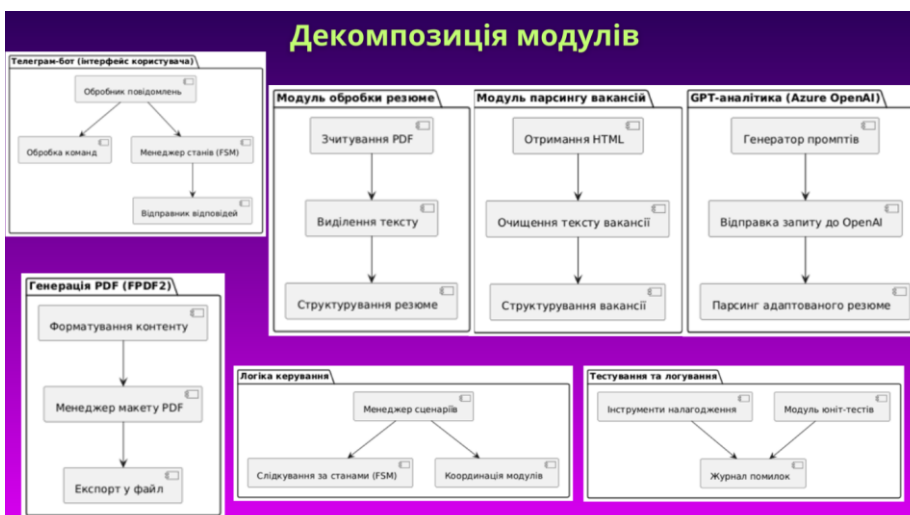 Декомпозиція модулів
Телеграм-бот (інтерфейс користувача)
Обробник повідомлень
Обробка команд
Менеджер станів (FSM)
Відправник відповідей
Модуль обробки резюме
Зчитування PDF
Виділення тексту
Структурування резюме
Модуль парсингу вакансій
Отримання HTML
Очищення тексту вакансії
Структурування вакансії
GPT-аналітика (Azure OpenAI)
Генератор промптів
Відправка запиту до OpenAI
Парсинг адаптованого резюме
Генерація PDF (FPDF2)
Форматування контенту
Менеджер макету PDF
Експорт у файл
Логіка керування
Менеджер сценаріїв
Слідкування за станами (FSM)
Координація модулів
Тестування та логування
Інструменти налагодження
Модуль юніт-тестів
Журнал помилок